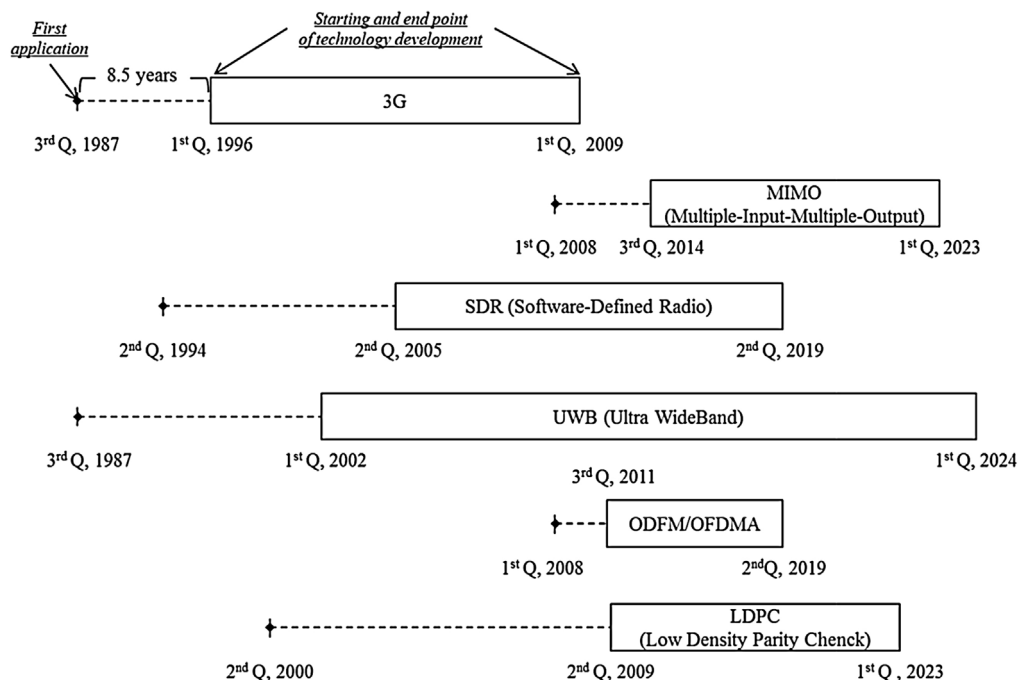 First
application
Starting and end point
of technology development
8.5 years
3G
3rd Q, 1987
1st Q, 1996
1st Q, 2009
MIMO
(Multiple-Input-Multiple-Output)
1st Q, 2008
3rd Q, 2014
1st Q, 2023
SDR (Software-Defined Radio)
2nd Q, 1994
2nd Q, 2005
2nd Q, 2019
UWB (Ultra WideBand)
3rd Q, 1987
1st Q, 2002
1st Q, 2024
3rd Q, 2011
ODFM/OFDMA
1st Q, 2008
2nd Q, 2019
LDPC
(Low Density Parity Chenck)
2nd Q, 2000
2nd Q, 2009
1st Q, 2023